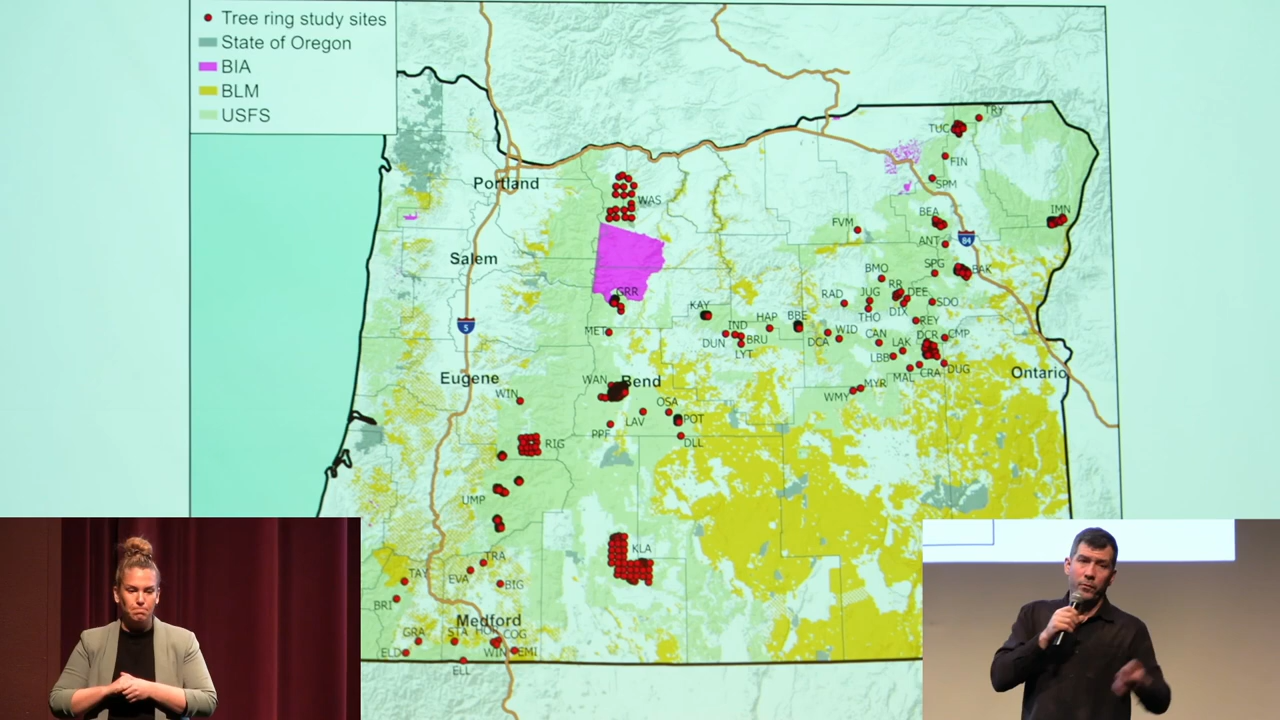 Tree ring study sites
State of Oregon
BIA
BLM
USFS
TRY
TUC
FIN
Portland
SPM
WAS
IMN
BEA
FVM
ANT
84
Salem
SPG
BAK
BMO
RR
GRR
JUG
DEE
RAD
SDO
KAY
THO
DIX
HAP
BBE
REY
5
IND
WID
CAN
DCR
CMP
MET
DUN
BRU
DCA
LAK
LYT
LBB
DUG
CRA
Ontario
MAL
Eugene
WAN
Bend
MYR
WIN
WMY
OSA
LAV
POT
PPF
DLL
RIG
UMP
KLA
TRA
TAY
EVA
BIG
BRI
Medford
GRA
STA
HOR
COG
ELD
WIN
EMI
ELL